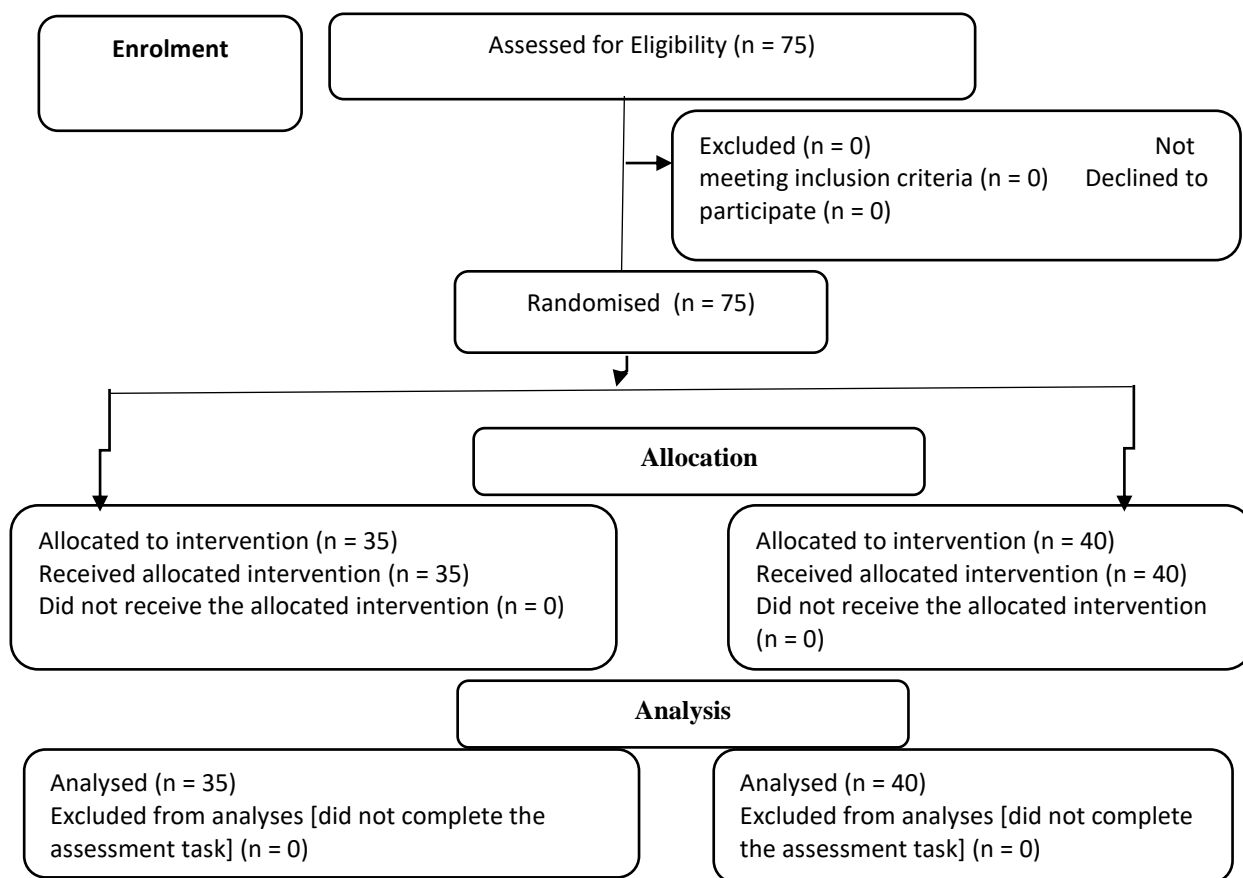 Enrolment
Assessed for Eligibility (n = 75)
Excluded (n = 0) Not
meeting inclusion criteria (n = 0) Declined to
participate (n = 0)
Randomised (n = 75)
Allocation
Allocated to intervention (n = 35)
Received allocated intervention (n = 35)
Did not receive the allocated intervention (n = 0)
Allocated to intervention (n = 40)
Received allocated intervention (n = 40)
Did not receive the allocated intervention
(n = 0)
Analysis
Analysed (n = 35)
Excluded from analyses [did not complete the
assessment task] (n = 0)
Analysed (n = 40)
Excluded from analyses [did not complete
the assessment task] (n = 0)